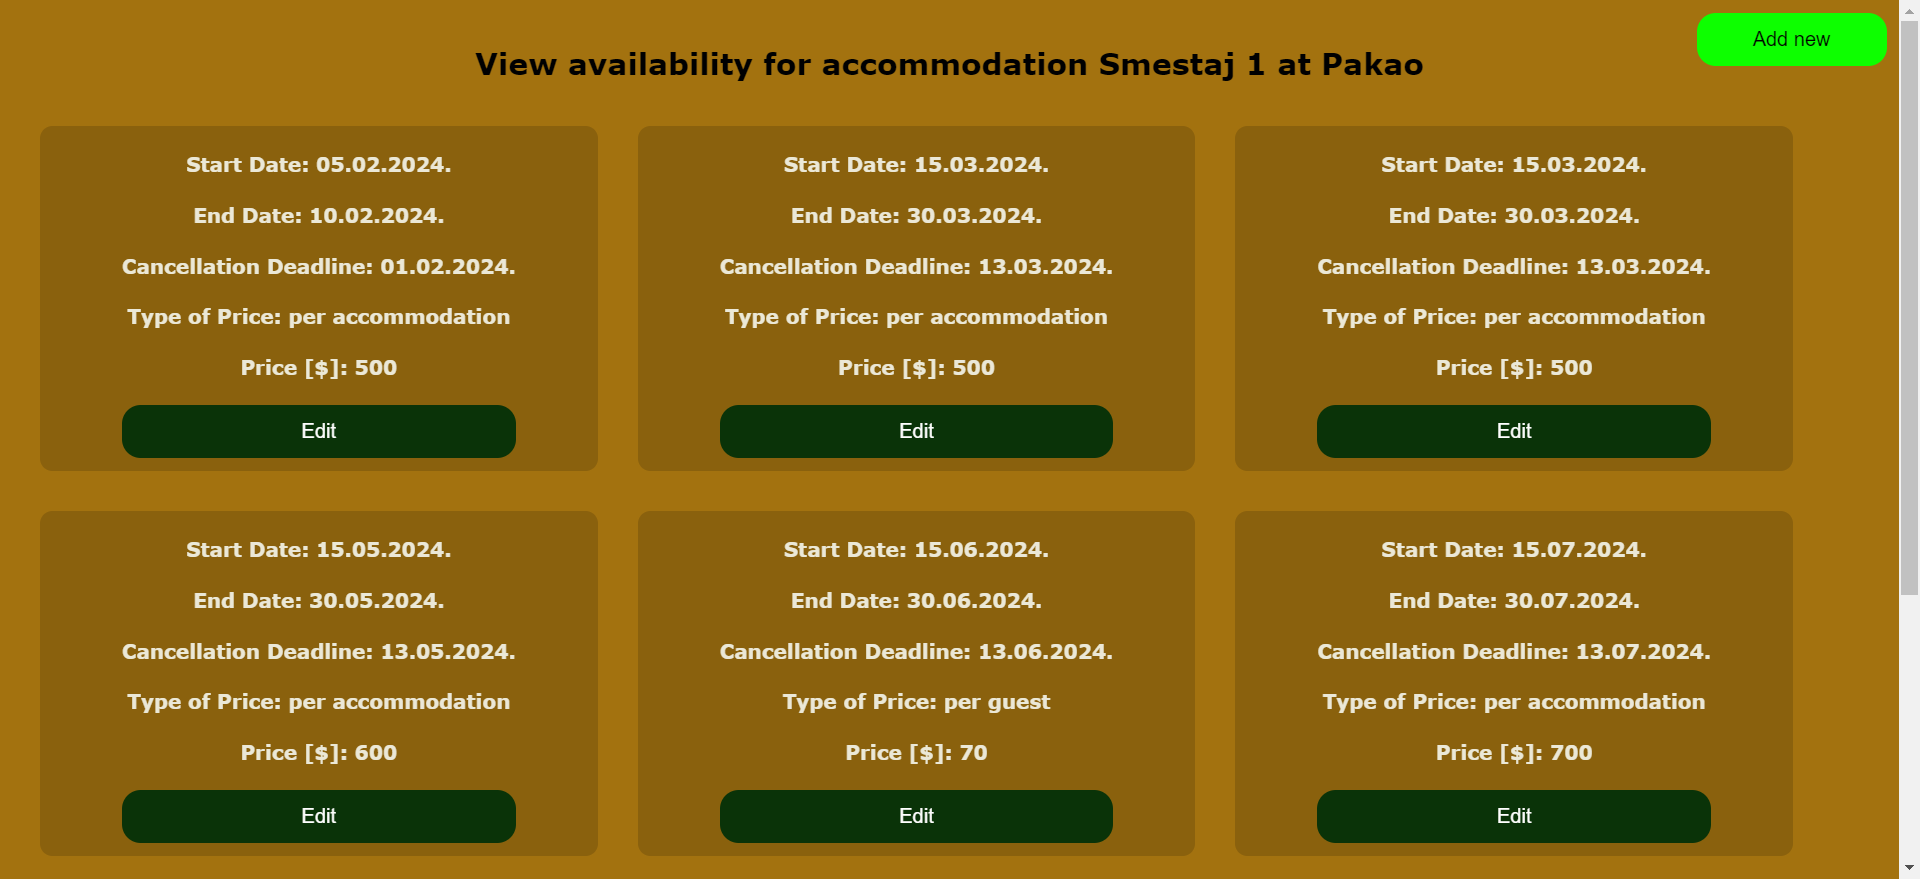 Add new
View availability for accommodation Smestaj 1 at Pakao
Start Date: 05.02.2024.
End Date: 10.02.2024.
Cancellation Deadline: 01.02.2024.
Type of Price: per accommodation
Price [$]: 500
Edit
Start Date: 15.03.2024.
End Date: 30.03.2024.
Cancellation Deadline: 13.03.2024.
Type of Price: per accommodation
Price [$]: 500
Edit
Start Date: 15.03.2024.
End Date: 30.03.2024.
Cancellation Deadline: 13.03.2024.
Type of Price: per accommodation
Price [$]: 500
Edit
Start Date: 15.05.2024.
End Date: 30.05.2024.
Cancellation Deadline: 13.05.2024.
Type of Price: per accommodation
Price [$]: 600
Edit
Start Date: 15.06.2024.
End Date: 30.06.2024.
Cancellation Deadline: 13.06.2024.
Type of Price: per guest
Price [$]: 70
Edit
Start Date: 15.07.2024.
End Date: 30.07.2024.
Cancellation Deadline: 13.07.2024.
Type of Price: per accommodation
Price [$]: 700
Edit